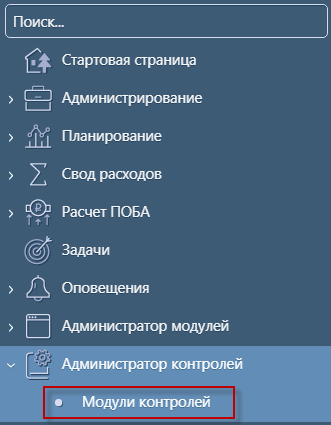 Поиск...
Стартовая страница
Администрирование
Планирование
Свод расходов
Расчет ПОБА
Задачи
Оповещения
Администратор модулей
Администратор контролей
Модули контролей